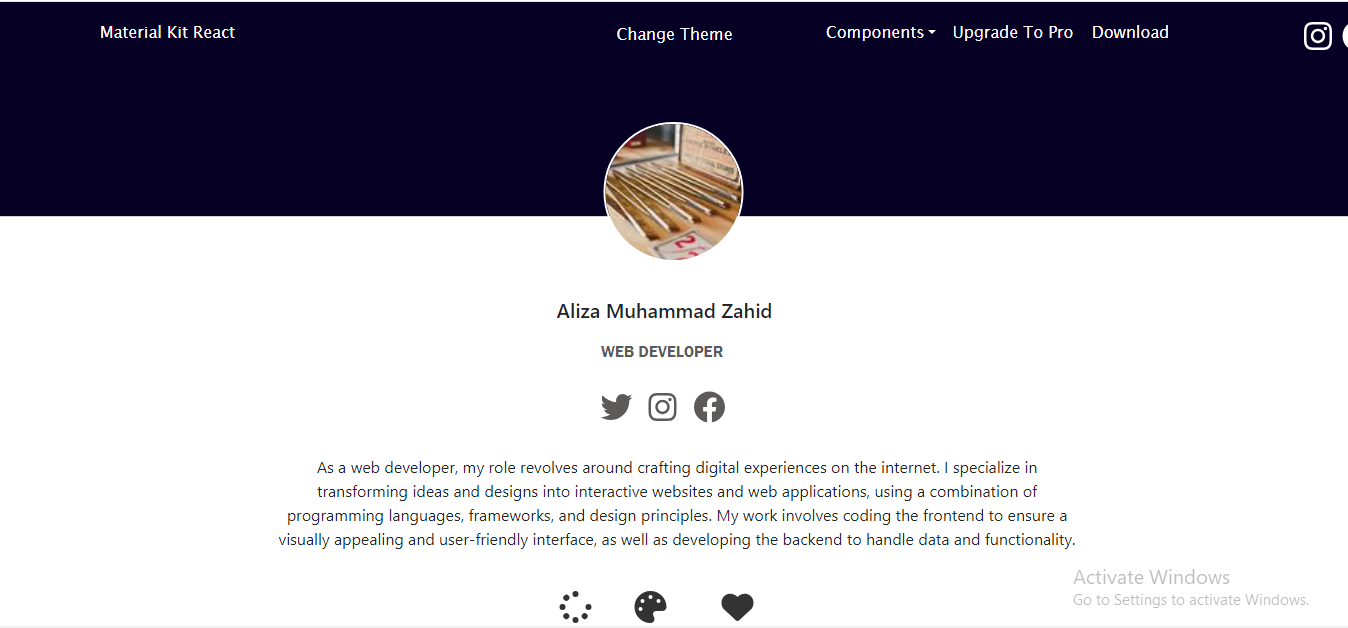 Material Kit React
Change Theme
Components
Upgrade To Pro
Download
2
Aliza Muhammad Zahid
WEB DEVELOPER
As a web developer, my role revolves around crafting digital experiences on the internet. I specialize in
transforming ideas and designs into interactive websites and web applications, using a combination of
programming languages, frameworks, and design principles. My work involves coding the frontend to ensure a
visually appealing and user-friendly interface, as well as developing the backend to handle data and functionality.
Activate Windows
Go to Settings to activate Windows.